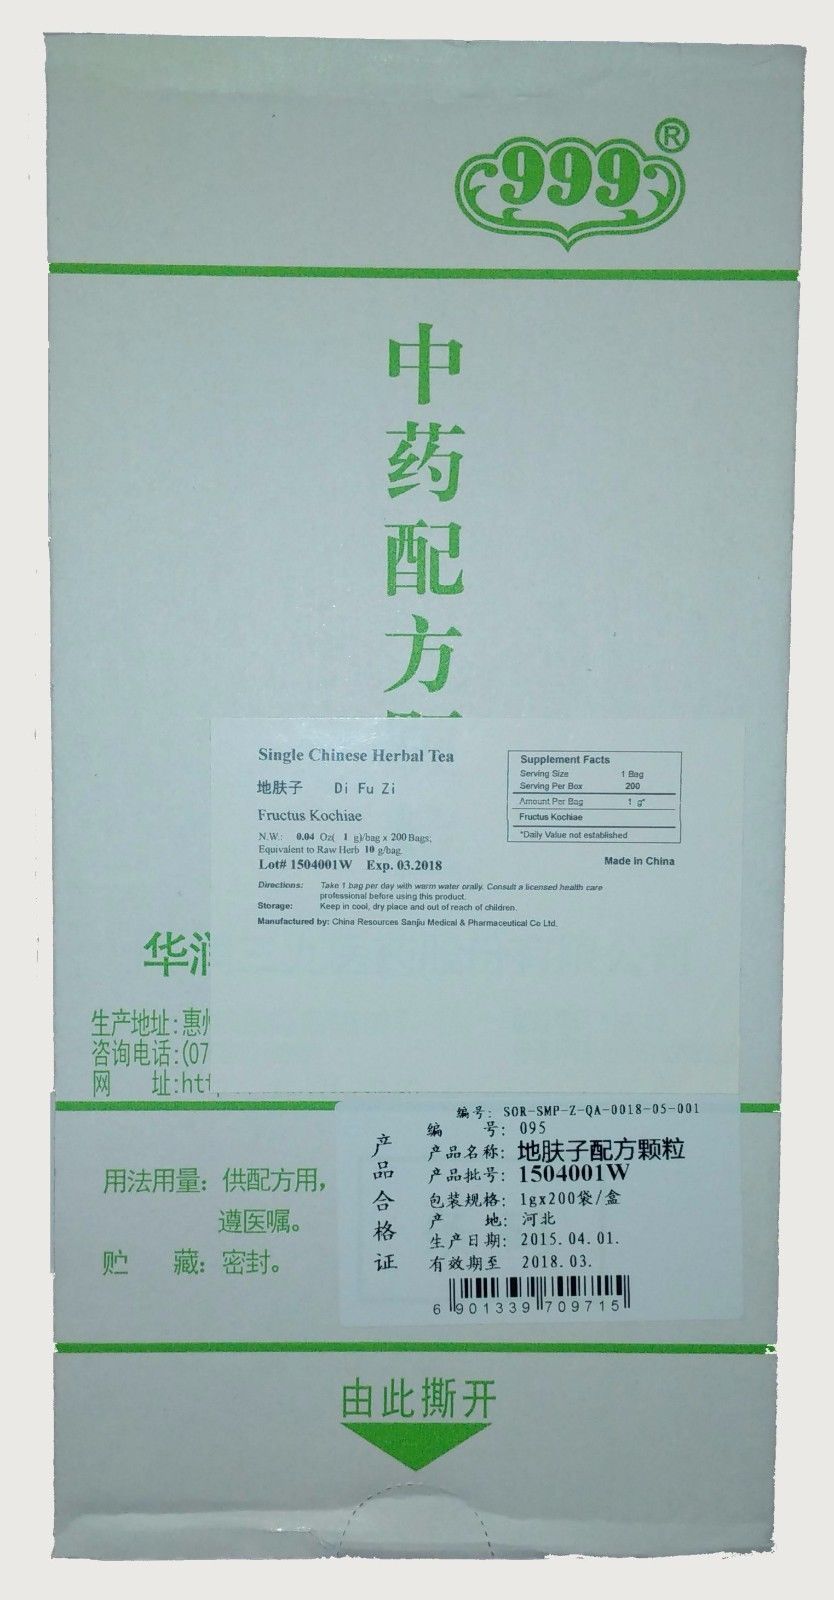 999®
中药配方
Single Chinese Herbal Tea
地肤子 Di Fu Zi
Fructus Kochiae
N.W.: 0.04 Oz( 1 g)/bag x 200 Bags;
Equivalent to Raw Herb 10 g/bag.
Lot# 1504001W Exp. 03.2018
Supplement Facts
Serving Size 1 Bag
Serving Per Box 200
Amount Per Bag 1 g*
Fructus Kochiae
*Daily Value not established
Made in China
Directions: Take 1 bag per day with warm water orally. Consult a licensed health care
professional before using this product.
Storage: Keep in cool, dry place and out of reach of children.
Manufactured by: China Resources Sanjiu Medical & Pharmaceutical Co Ltd.
华润
生产地址:惠州
咨询电话:(07
网 址:htt
用法用量：供配方用，
遵医嘱。
贮 藏：密封。
产品合格证
编号: SOR-SMP-Z-QA-0018-05-001
编 号: 095
产品名称: 地肤子配方颗粒
产品批号: 1504001W
包装规格: 1gx200袋/盒
产 地: 河北
生产日期: 2015.04.01.
有效期至 2018.03.
6 901339 709715
由此撕开